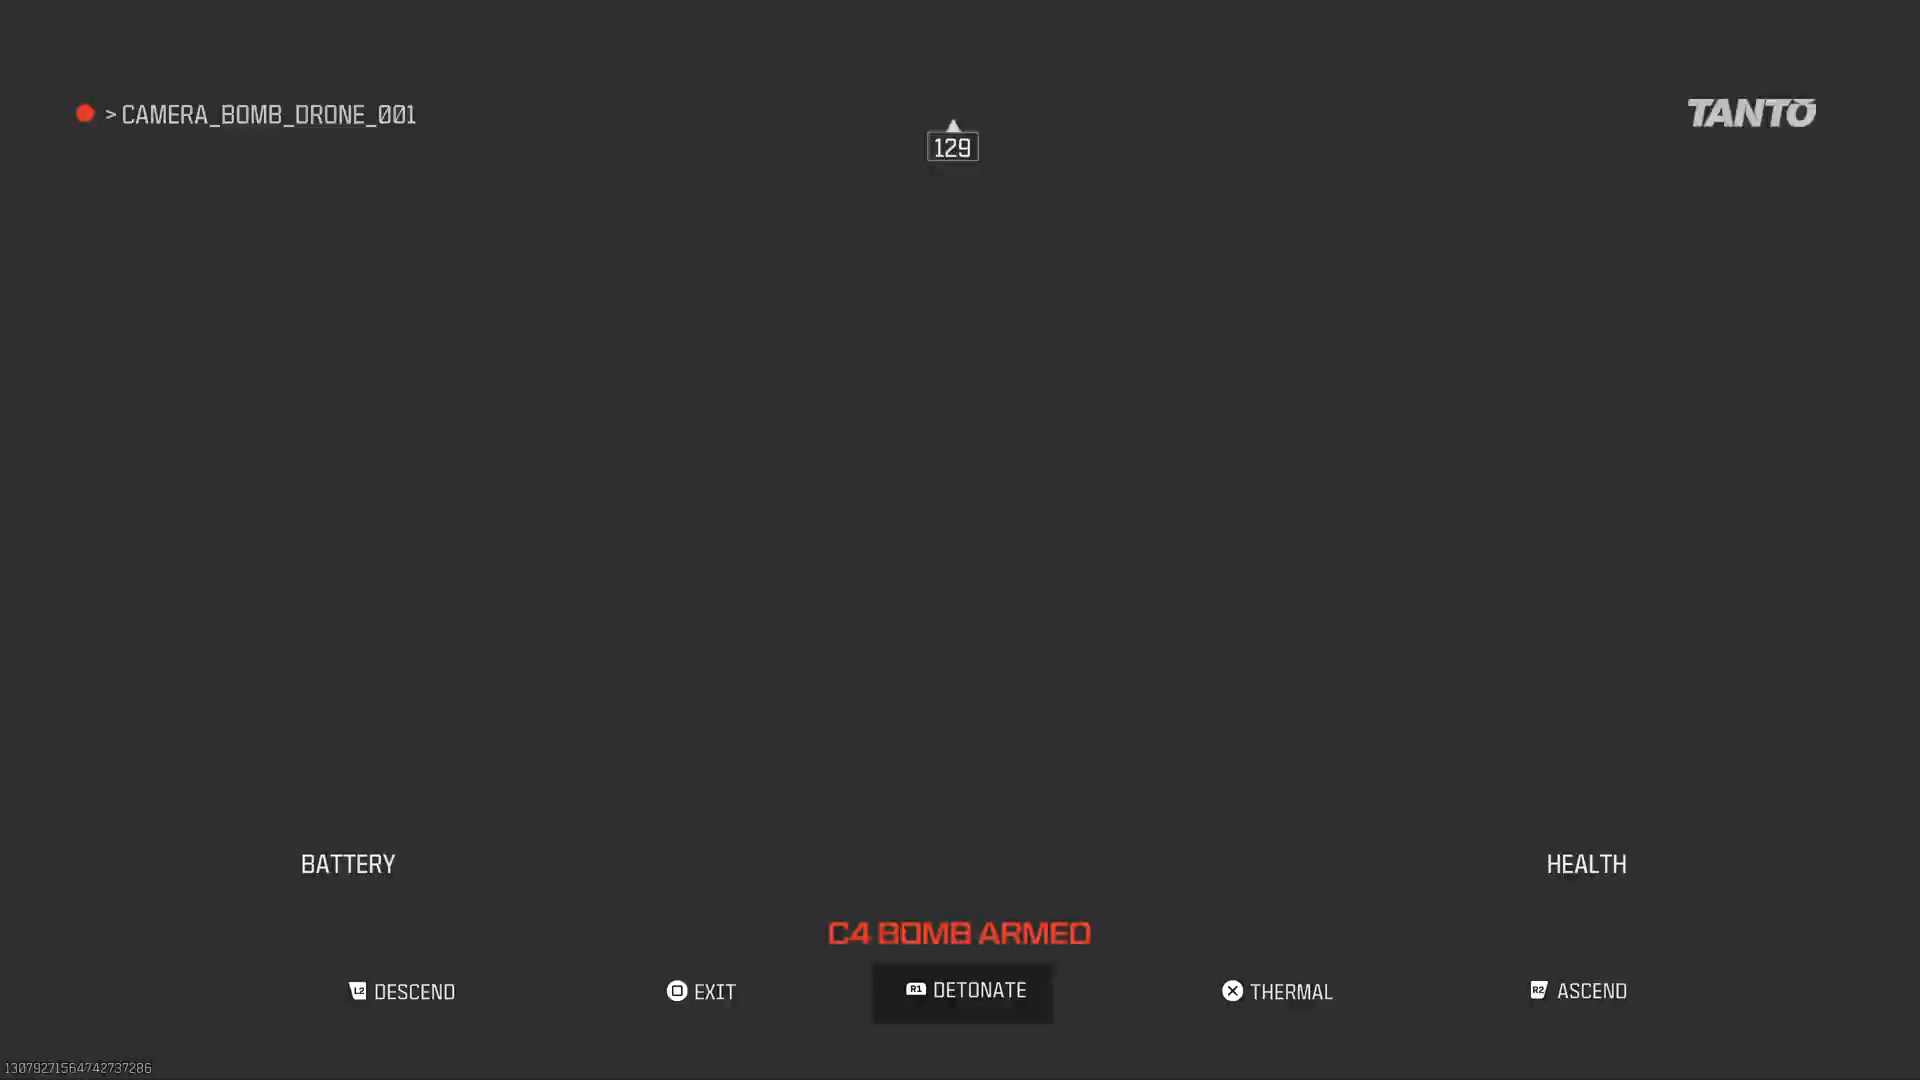 >CAMERA_BOMB_DRONE_001
TANTO
129
BATTERY
HEALTH
C4 BOMB ARMED
L2 DESCEND
EXIT
R1 DETONATE
THERMAL
R2 ASCEND
13079271564742737286